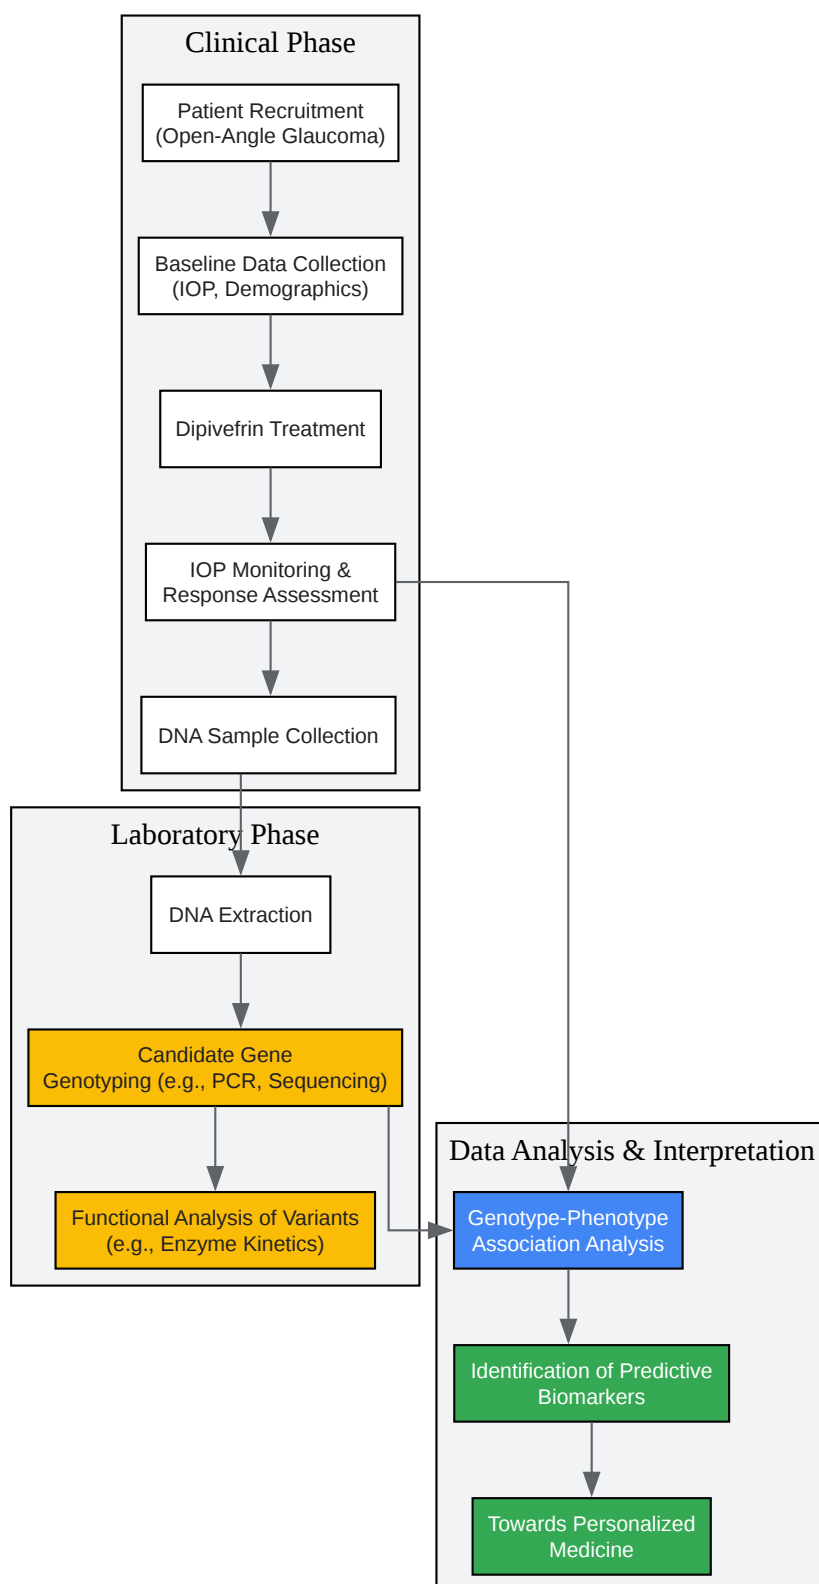 Clinical Phase
Patient Recruitment
(Open-Angle Glaucoma)
Baseline Data Collection
(IOP, Demographics)
Dipivefrin Treatment
IOP Monitoring &
Response Assessment
DNA Sample Collection
Laboratory Phase
DNA Extraction
Candidate Gene
Genotyping (e.g., PCR, Sequencing)
Functional Analysis of Variants
(e.g., Enzyme Kinetics)
Data Analysis & Interpretation
Genotype-Phenotype
Association Analysis
Identification of Predictive
Biomarkers
Towards Personalized
Medicine